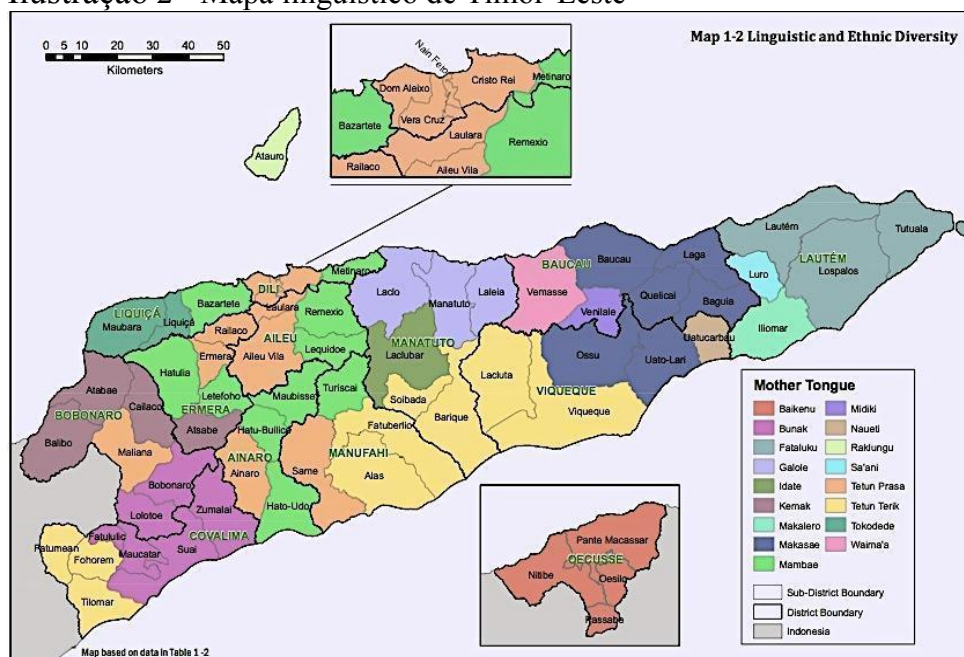 Ilustração 2 - Mapa linguístico de Timor-Leste
Map 1-2 Linguistic and Ethnic Diversity
0 5 10 20 30 40 50
Kilometers
Nain Feto
Cristo Rei
Metinaro
Dom Aleixo
Vera Cruz
Bazartete
Laulara
Remexio
Railaco
Aileu Vila
Atauro
Lautém
Tutuala
LAUTÉM
Lospalos
Luro
Iliomar
Baucau
Laga
BAUCAU
Vemasse
Quelicai
Baguia
Venilale
Uatucarbau
Ossu
Uato-Lari
Metinaro
DILI
Laclo
Manatuto
Laleia
Laulara
Bazartete
LIQUIÇÁ
Liquiçá
Maubara
Railaco
Remexio
AILEU
Aileu Vila
Lequidoe
Ermera
MANATUTO
Laclubar
Lacluta
VIQUEQUE
Viqueque
Soibada
Barique
Hatulia
Letefoho
ERMERA
Atsabe
Maubisse
Turiscai
Fatuberlio
Atabae
Cailaco
BOBONARO
Balibo
Maliana
Hatu-Builico
AINARO
Ainaro
Same
MANUFAHI
Alas
Hato-Udo
Bobonaro
Lolotoe
Zumalai
COVALIMA
Suai
Fatululic
Maucatar
Fatumean
Fohorem
Tilomar
Pante Macassar
OECUSSE
Nitibe
Oesilo
Passabe
Mother Tongue
Baikenu
Midiki
Bunak
Naueti
Fataluku
Raklungu
Galole
Sa'ani
Idate
Tetun Prasa
Kemak
Tetun Terik
Makalero
Tokodede
Makasae
Waima'a
Mambae
Sub-District Boundary
District Boundary
Indonesia
Map based on data in Table 1 -2